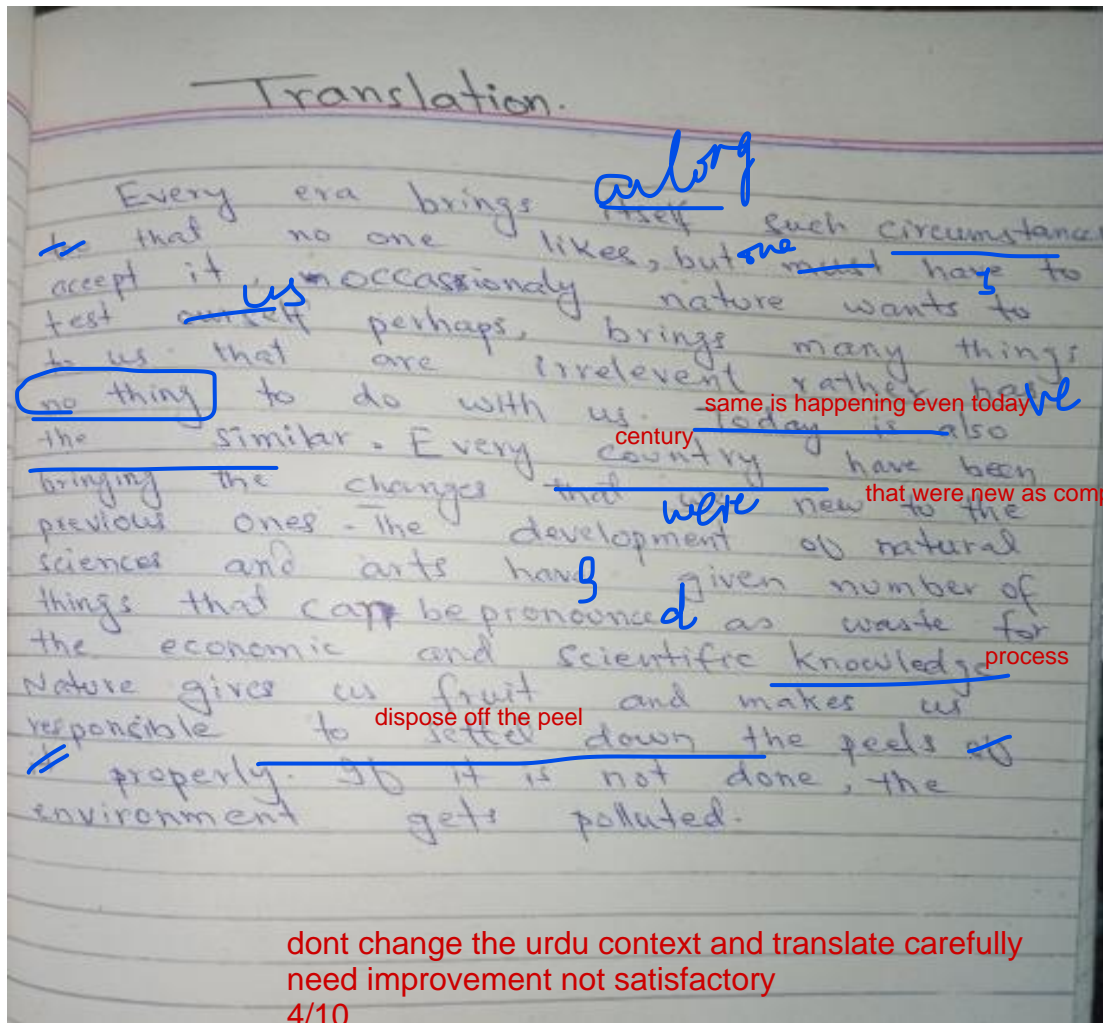 Translation.
along
Every era brings itself such circumstances
to that no one likes, but one must have to
s
accept it. occassionaly nature wants to
us
test ourself perhaps, brings many things
to us that are irrelevent rather have
no thing to do with us. Today is also
same is happening even today
the similar. Every country have been
century
bringing the changes that were new to the
that were new as comp
previous ones. The development of natural
sciences and arts has given number of
things that can be pronounced as waste for
the economic and scientific knowledge
process
Nature gives us fruit and makes us
dispose off the peel
responsible to settel down the peels of
it properly. If it is not done, the
environment gets polluted.
dont change the urdu context and translate carefully
need improvement not satisfactory
4/10